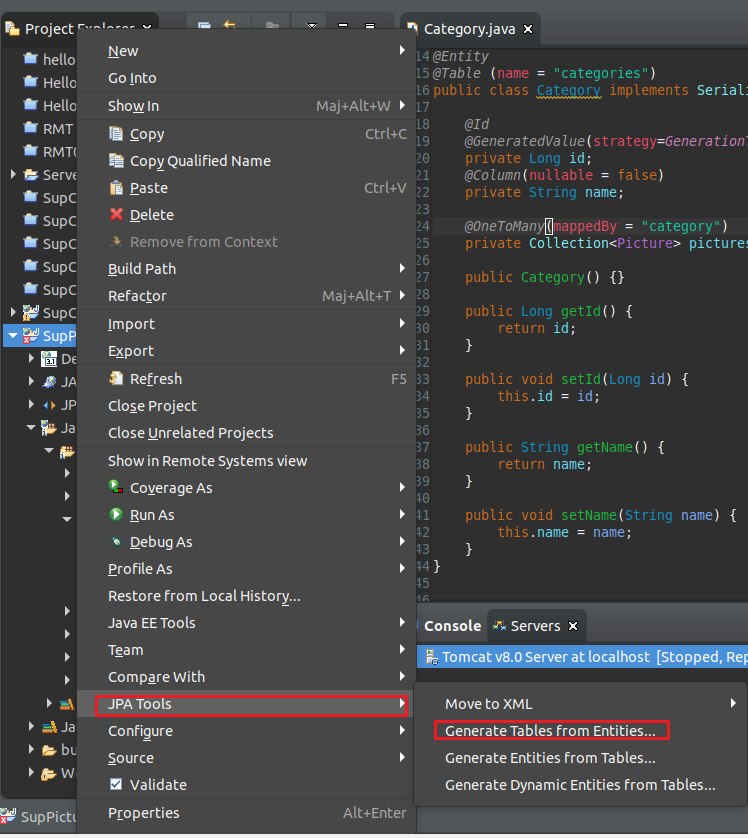 Project Explorer
hello
Hello
Hello
RMT
RMTC
Serve
SupC
SupC
SupC
SupC
SupC
SupC
SupP
De
3.1
JA
JP
Ja
Ja
bu
We
SupPictu
New
Go Into
Show In Maj+Alt+W
Copy Ctrl+C
Copy Qualified Name
Paste Ctrl+V
Delete
Remove from Context
Build Path
Refactor Maj+Alt+T
Import
Export
Refresh F5
Close Project
Close Unrelated Projects
Show in Remote Systems view
Coverage As
Run As
Debug As
Profile As
Restore from Local History...
Java EE Tools
Team
Compare With
JPA Tools
Configure
Source
Validate
Properties Alt+Enter
Move to XML
Generate Tables from Entities...
Generate Entities from Tables...
Generate Dynamic Entities from Tables...
Category.java
14 @Entity
15 @Table (name = "categories")
16 public class Category implements Seriali
17
18 @Id
19 @GeneratedValue(strategy=GenerationT
20 private Long id;
21 @Column(nullable = false)
22 private String name;
23
24 @OneToMany(mappedBy = "category")
25 private Collection<Picture> pictures
26
27 public Category() {}
28
29 public Long getId() {
30 return id;
31 }
32
33 public void setId(Long id) {
34 this.id = id;
35 }
36
37 public String getName() {
38 return name;
39 }
40
41 public void setName(String name) {
42 this.name = name;
43 }
44 }
45
46
Console
Servers
Tomcat v8.0 Server at localhost [Stopped, Rep